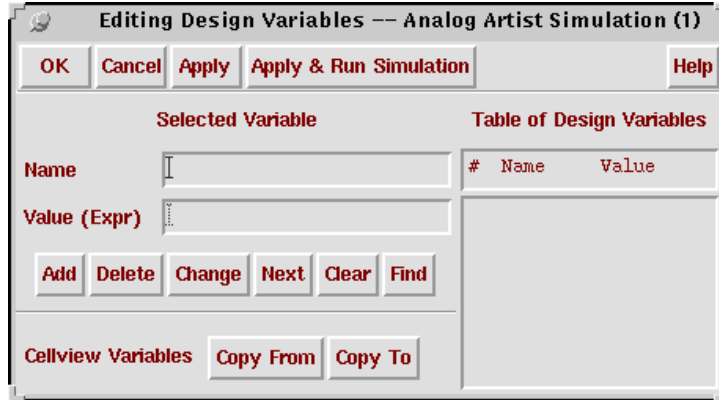 Editing Design Variables -- Analog Artist Simulation (1)
OK Cancel Apply Apply & Run Simulation Help
Selected Variable Table of Design Variables
Name # Name Value
Value (Expr)
Add Delete Change Next Clear Find
Cellview Variables Copy From Copy To